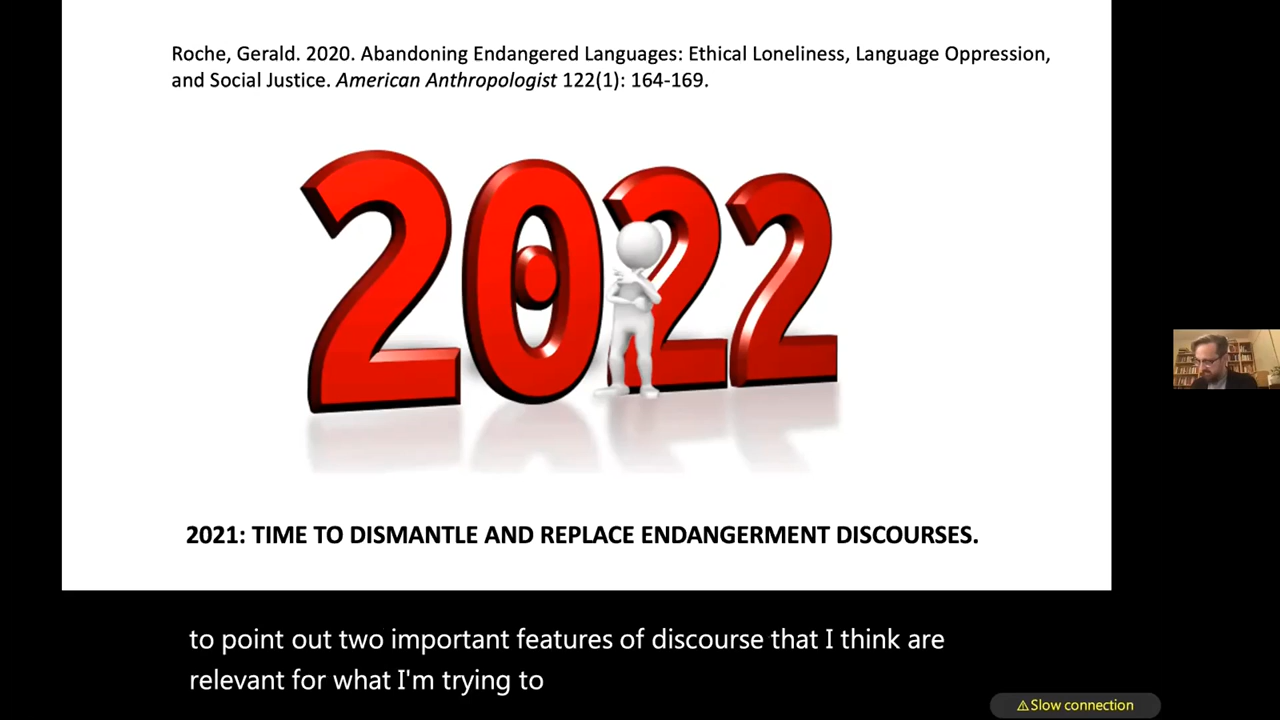 Roche, Gerald. 2020. Abandoning Endangered Languages: Ethical Loneliness, Language Oppression,
and Social Justice. American Anthropologist 122(1): 164-169.
2022
2021: TIME TO DISMANTLE AND REPLACE ENDANGERMENT DISCOURSES.
to point out two important features of discourse that I think are
relevant for what I'm trying to
⚠Slow connection